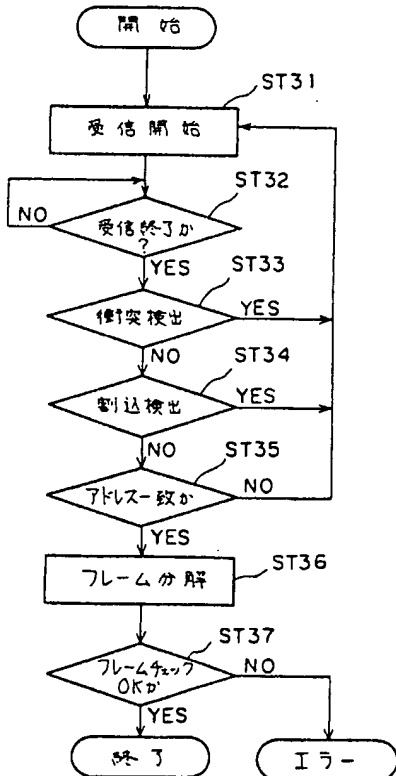 開始
ST31
受信開始
ST32
NO
受信終了か
?
YES
ST33
衝突検出
YES
NO
ST34
割込検出
YES
NO
ST35
アドレス一致か
NO
YES
フレーム分解
ST36
ST37
フレームチェック
OKか
NO
YES
終了
エラー